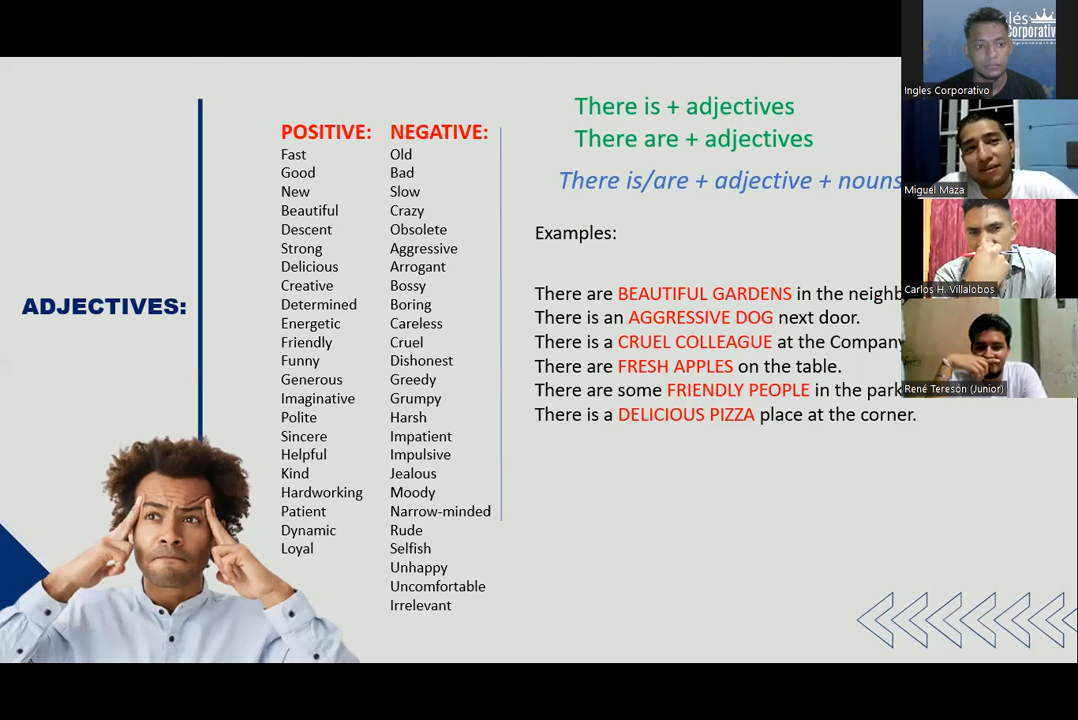 ADJECTIVES:
POSITIVE:
Fast
Good
New
Beautiful
Descent
Strong
Delicious
Creative
Determined
Energetic
Friendly
Funny
Generous
Imaginative
Polite
Sincere
Helpful
Kind
Hardworking
Patient
Dynamic
Loyal
NEGATIVE:
Old
Bad
Slow
Crazy
Obsolete
Aggressive
Arrogant
Bossy
Boring
Careless
Cruel
Dishonest
Greedy
Grumpy
Harsh
Impatient
Impulsive
Jealous
Moody
Narrow-minded
Rude
Selfish
Unhappy
Uncomfortable
Irrelevant
There is + adjectives
There are + adjectives
There is/are + adjective + nouns
Examples:
There are BEAUTIFUL GARDENS in the neighb
There is an AGGRESSIVE DOG next door.
There is a CRUEL COLLEAGUE at the Company
There are FRESH APPLES on the table.
There are some FRIENDLY PEOPLE in the park
There is a DELICIOUS PIZZA place at the corner.
lés
Corporativ
Ingles Corporativo
Miguel Maza
Carlos H. Villalobos
René Teresón (Junior)